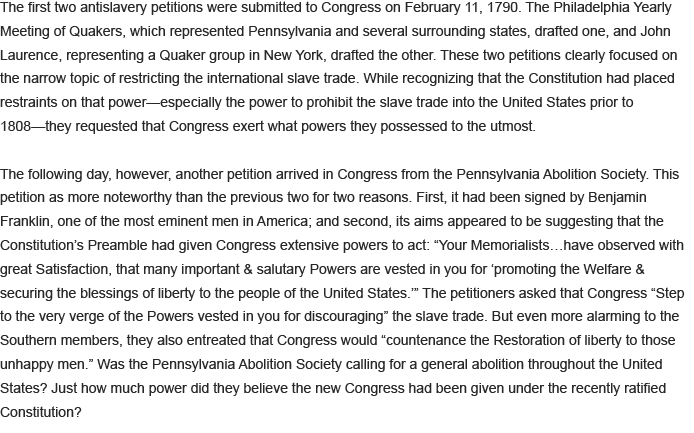 The first two antislavery petitions were submitted to Congress on February 11, 1790. The Philadelphia Yearly
Meeting of Quakers, which represented Pennsylvania and several surrounding states, drafted one, and John
Laurence, representing a Quaker group in New York, drafted the other. These two petitions clearly focused on
the narrow topic of restricting the international slave trade. While recognizing that the Constitution had placed
restraints on that power—especially the power to prohibit the slave trade into the United States prior to
1808—they requested that Congress exert what powers they possessed to the utmost.

The following day, however, another petition arrived in Congress from the Pennsylvania Abolition Society. This
petition as more noteworthy than the previous two for two reasons. First, it had been signed by Benjamin
Franklin, one of the most eminent men in America; and second, its aims appeared to be suggesting that the
Constitution’s Preamble had given Congress extensive powers to act: “Your Memorialists…have observed with
great Satisfaction, that many important & salutary Powers are vested in you for ‘promoting the Welfare &
securing the blessings of liberty to the people of the United States.’” The petitioners asked that Congress “Step
to the very verge of the Powers vested in you for discouraging” the slave trade. But even more alarming to the
Southern members, they also entreated that Congress would “countenance the Restoration of liberty to those
unhappy men.” Was the Pennsylvania Abolition Society calling for a general abolition throughout the United
States? Just how much power did they believe the new Congress had been given under the recently ratified
Constitution?